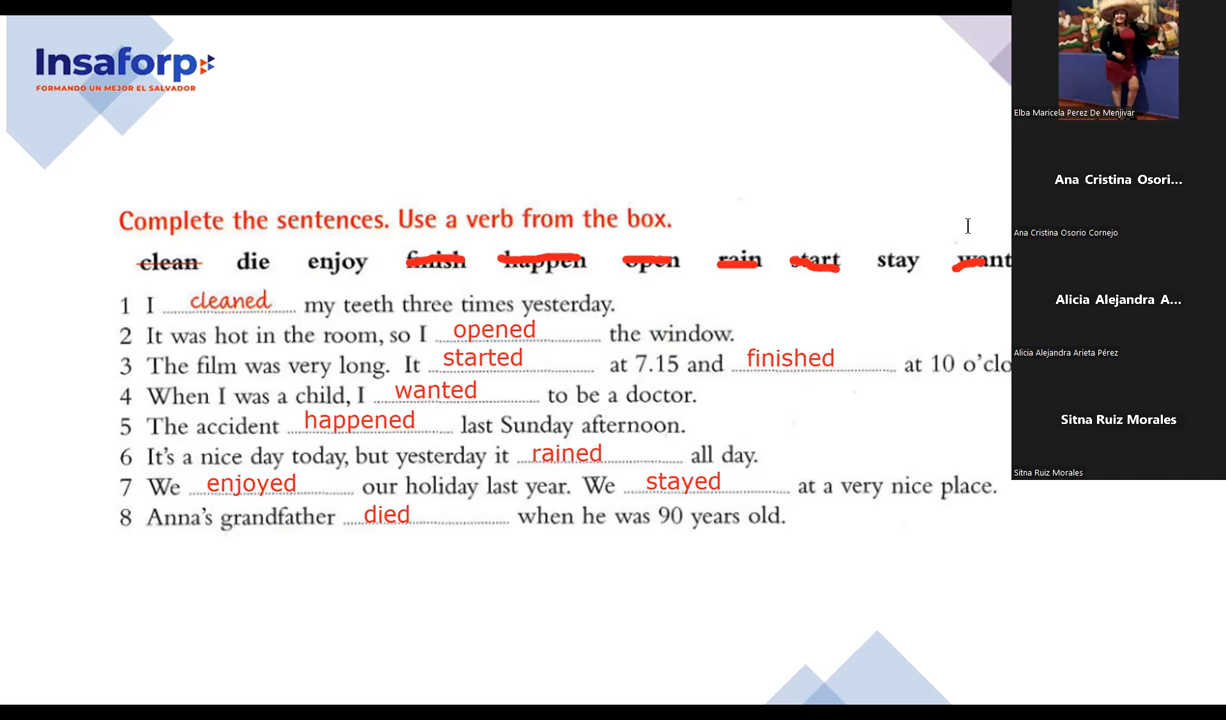 Insaforp
FORMANDO UN MEJOR EL SALVADOR
Complete the sentences. Use a verb from the box.
clean die enjoy finish happen open rain start stay want
1 I cleaned my teeth three times yesterday.
2 It was hot in the room, so I opened the window.
3 The film was very long. It started at 7.15 and finished at 10 o'clo
4 When I was a child, I wanted to be a doctor.
5 The accident happened last Sunday afternoon.
6 It's a nice day today, but yesterday it rained all day.
7 We enjoyed our holiday last year. We stayed at a very nice place.
8 Anna's grandfather died when he was 90 years old.
Elba Maricela Perez De Menjivar
Ana Cristina Osori...
Ana Cristina Osorio Cornejo
Alicia Alejandra A...
Alicia Alejandra Arieta Pérez
Sitna Ruiz Morales
Sitna Ruiz Morales